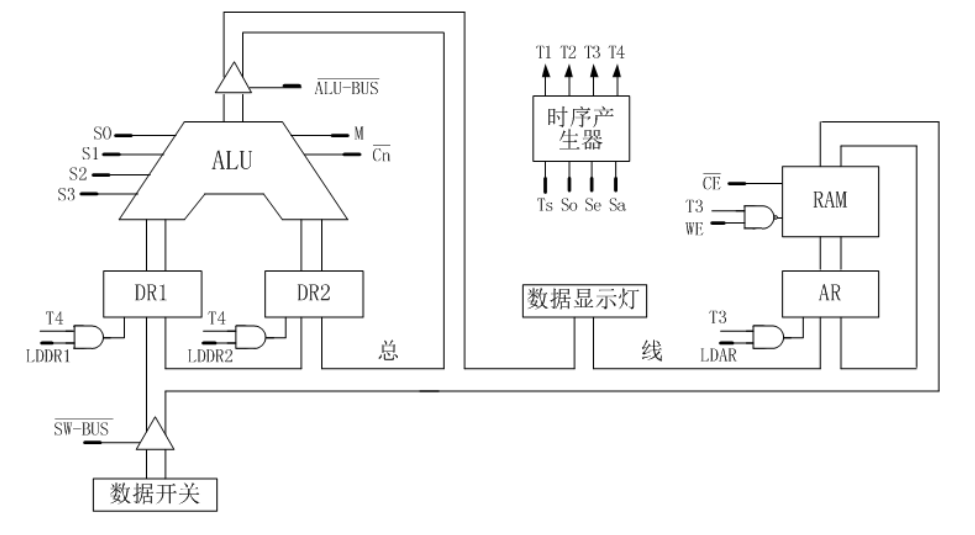 T1 T2 T3 T4
ALU-BUS
时序产
生器
S0
M
S1
ALU
Cn
S2
S3
CE
RAM
T3
WE
Ts So Se Sa
DR1
DR2
数据显示灯
AR
T4
T4
T3
LDDR1
LDDR2
总
线
LDAR
SW-BUS
数据开关